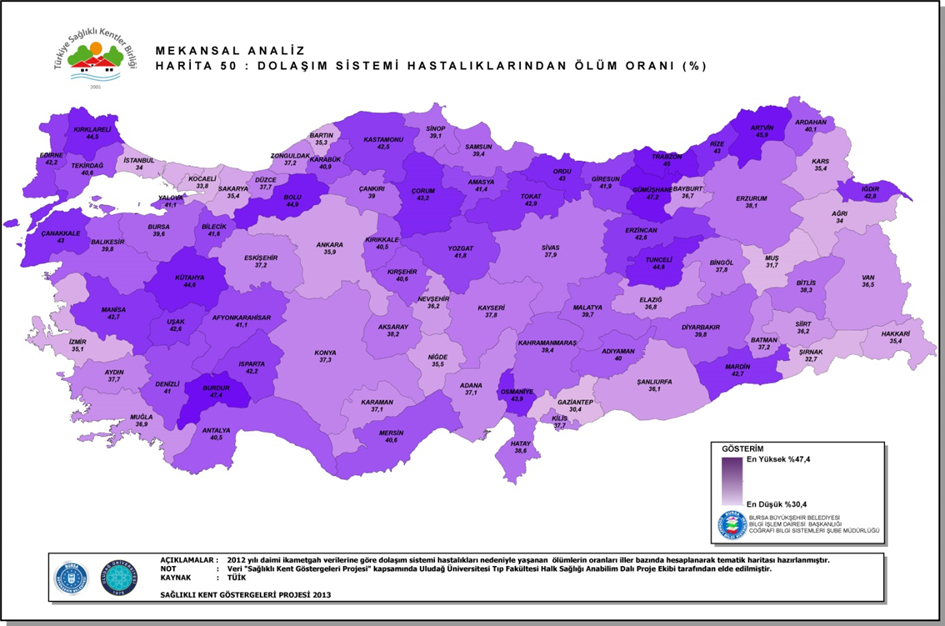 Türkiye Sağlıklı Kentler Birliği
2005
MEKANSAL ANALİZ
HARİTA 50 : DOLAŞIM SİSTEMİ HASTALIKLARINDAN ÖLÜM ORANI (%)
KIRKLARELİ
44,5
EDİRNE
42,2
TEKİRDAĞ
40,6
İSTANBUL
34
KOCAELİ
33,8
YALOVA
41,1
SAKARYA
35,4
DÜZCE
37,7
ZONGULDAK
37,2
BARTIN
35,3
KARABÜK
40,9
KASTAMONU
42,5
SİNOP
39,1
SAMSUN
39,4
BOLU
44,9
ÇANKIRI
39
ÇORUM
43,2
AMASYA
41,4
TOKAT
42,9
ORDU
43
GİRESUN
41,9
TRABZON
45
GÜMÜŞHANE
47,2
BAYBURT
36,7
RİZE
43
ARTVİN
45,9
ARDAHAN
40,1
KARS
35,4
IĞDIR
42,8
AĞRI
34
ERZURUM
38,1
ERZİNCAN
42,6
TUNCELİ
44,6
BİNGÖL
37,8
MUŞ
31,7
BİTLİS
38,3
VAN
36,5
HAKKARİ
35,4
ŞIRNAK
32,7
SİİRT
36,2
BATMAN
37,2
MARDİN
42,7
DİYARBAKIR
39,8
ELAZIĞ
36,8
MALATYA
39,7
ADIYAMAN
40
ŞANLIURFA
36,1
GAZİANTEP
30,4
KİLİS
37,7
HATAY
38,6
OSMANİYE
43,9
KAHRAMANMARAŞ
39,4
SİVAS
37,9
YOZGAT
41,8
KAYSERİ
37,8
NEVŞEHİR
36,2
KIRŞEHİR
40,6
KIRIKKALE
40,5
ANKARA
35,9
ESKİŞEHİR
37,2
BİLECİK
41,6
BURSA
39,6
BALIKESİR
39,8
ÇANAKKALE
43
KÜTAHYA
44,6
MANİSA
42,7
UŞAK
42,6
AFYONKARAHİSAR
41,1
İZMİR
35,1
AYDIN
37,7
DENİZLİ
41
MUĞLA
36,9
BURDUR
47,4
ISPARTA
42,2
ANTALYA
40,5
KONYA
37,3
AKSARAY
38,2
NİĞDE
35,5
KARAMAN
37,1
MERSİN
40,6
ADANA
37,1
GÖSTERİM
En Yüksek %47,4
En Düşük %30,4
BURSA BÜYÜKŞEHİR BELEDİYESİ
BİLGİ İŞLEM DAİRESİ BAŞKANLIĞI
COĞRAFİ BİLGİ SİSTEMLERİ ŞUBE MÜDÜRLÜĞÜ
AÇIKLAMALAR : 2012 yılı daimi ikametgah verilerine göre dolaşım sistemi hastalıkları nedeniyle yaşanan ölümlerin oranları iller bazında hesaplanarak tematik haritası hazırlanmıştır.
NOT : Veri "Sağlıklı Kent Göstergeleri Projesi" kapsamında Uludağ Üniversitesi Tıp Fakültesi Halk Sağlığı Anabilim Dalı Proje Ekibi tarafından elde edilmiştir.
KAYNAK : TÜİK
SAĞLIKLI KENT GÖSTERGELERİ PROJESİ 2013